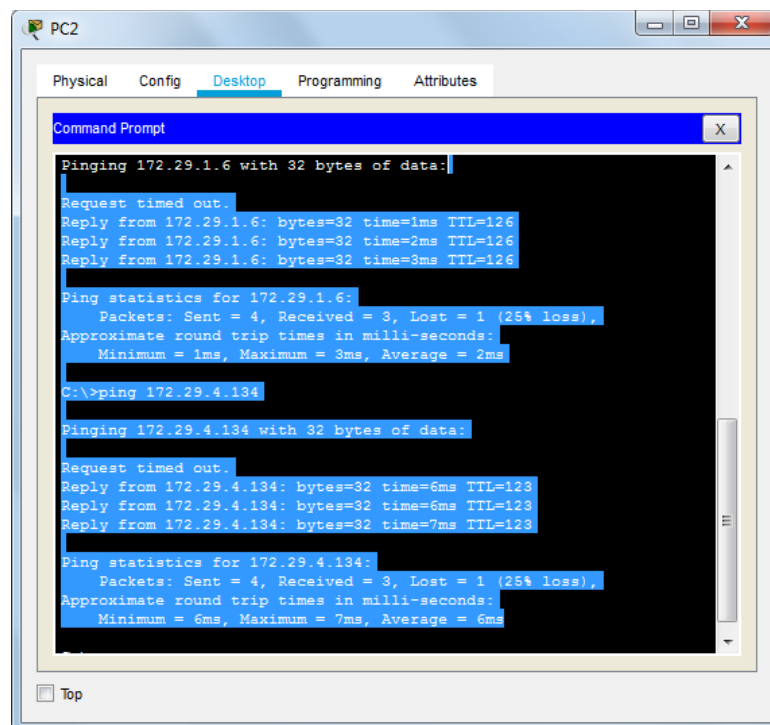 PC2
Physical Config Desktop Programming Attributes
Command Prompt
X
Pinging 172.29.1.6 with 32 bytes of data:
Request timed out.
Reply from 172.29.1.6: bytes=32 time=1ms TTL=126
Reply from 172.29.1.6: bytes=32 time=2ms TTL=126
Reply from 172.29.1.6: bytes=32 time=3ms TTL=126
Ping statistics for 172.29.1.6:
Packets: Sent = 4, Received = 3, Lost = 1 (25% loss),
Approximate round trip times in milli-seconds:
Minimum = 1ms, Maximum = 3ms, Average = 2ms
C:\>ping 172.29.4.134
Pinging 172.29.4.134 with 32 bytes of data:
Request timed out.
Reply from 172.29.4.134: bytes=32 time=6ms TTL=123
Reply from 172.29.4.134: bytes=32 time=6ms TTL=123
Reply from 172.29.4.134: bytes=32 time=7ms TTL=123
Ping statistics for 172.29.4.134:
Packets: Sent = 4, Received = 3, Lost = 1 (25% loss),
Approximate round trip times in milli-seconds:
Minimum = 6ms, Maximum = 7ms, Average = 6ms
Top